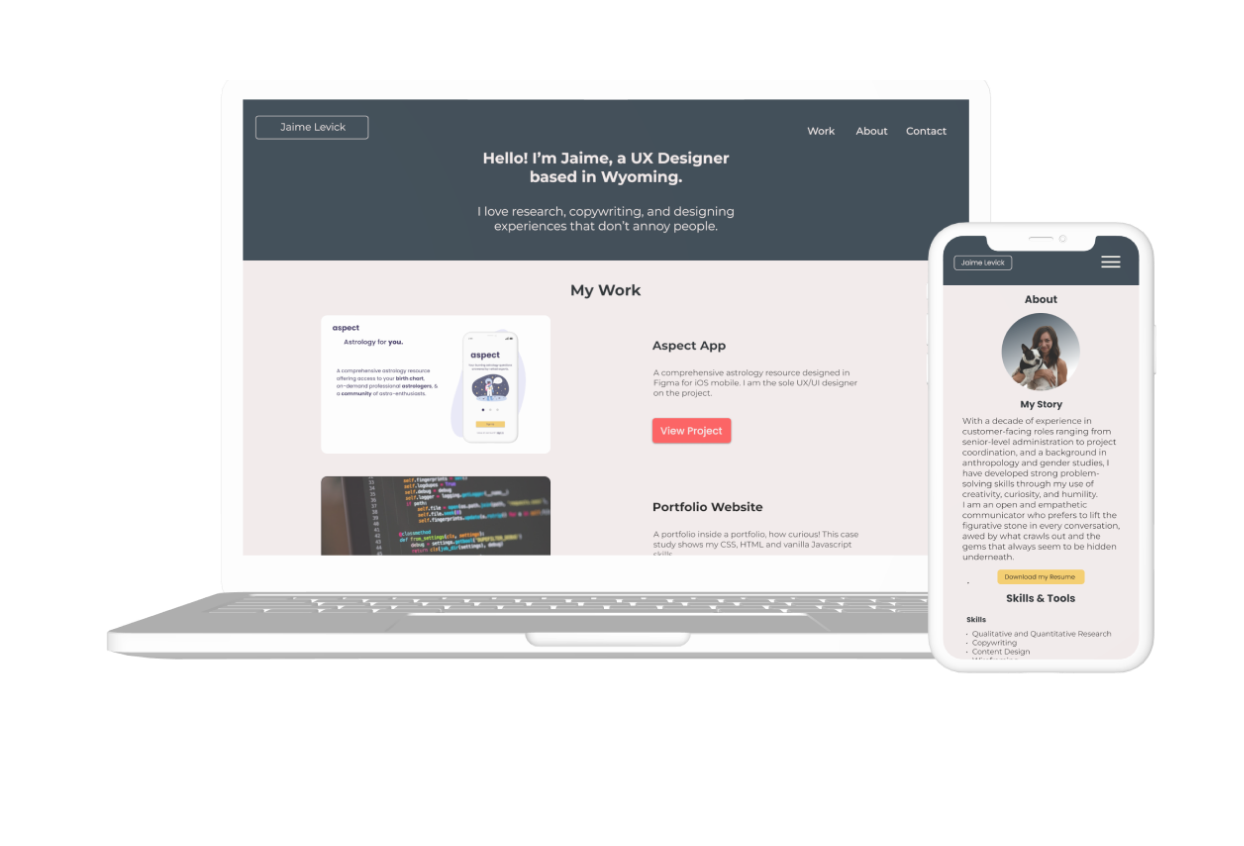 Jaime Levick
Work About Contact
Hello! I'm Jaime, a UX Designer
based in Wyoming.
I love research, copywriting, and designing
experiences that don't annoy people.
My Work
aspect
Astrology for you.
A comprehensive astrology resource
offering access to your birth chart,
on-demand professional astrologers, &
a community of astro-enthusiasts.
aspect
Aspect App
A comprehensive astrology resource designed in
Figma for iOS mobile. I am the sole UX/UI designer
on the project.
View Project
Portfolio Website
A portfolio inside a portfolio, how curious! This case
study shows my CSS, HTML and vanilla Javascript
skills
Jaime Levick
About
My Story
With a decade of experience in
customer-facing roles ranging from
senior-level administration to project
coordination, and a background in
anthropology and gender studies, I
have developed strong problem-
solving skills through my use of
creativity, curiosity, and humility.
I am an open and empathetic
communicator who prefers to lift the
figurative stone in every conversation,
awed by what crawls out and the
gems that always seem to be hidden
underneath.
Download my Resume
Skills & Tools
Skills
• Qualitative and Quantitative Research
• Copywriting
• Content Design